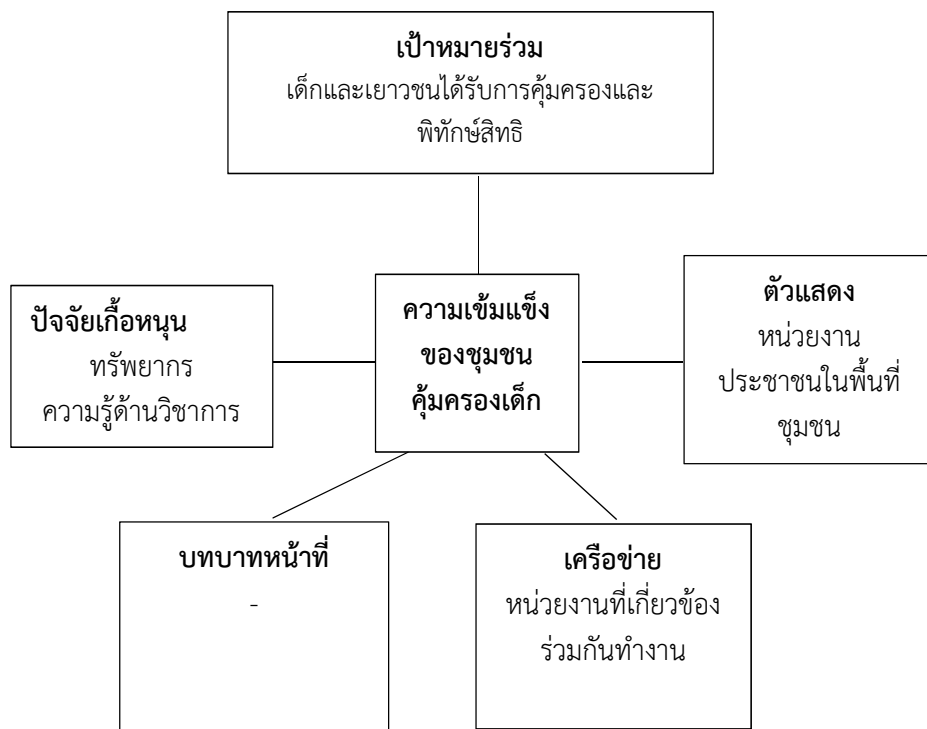 เป้าหมายร่วม
เด็กและเยาวชนได้รับการคุ้มครองและ
พิทักษ์สิทธิ
ปัจจัยเกื้อหนุน
ทรัพยากร
ความรู้ด้านวิชาการ
ความเข้มแข็ง
ของชุมชน
คุ้มครองเด็ก
ตัวแสดง
หน่วยงาน
ประชาชนในพื้นที่
ชุมชน
บทบาทหน้าที่
-
เครือข่าย
หน่วยงานที่เกี่ยวข้อง
ร่วมกันทำงาน